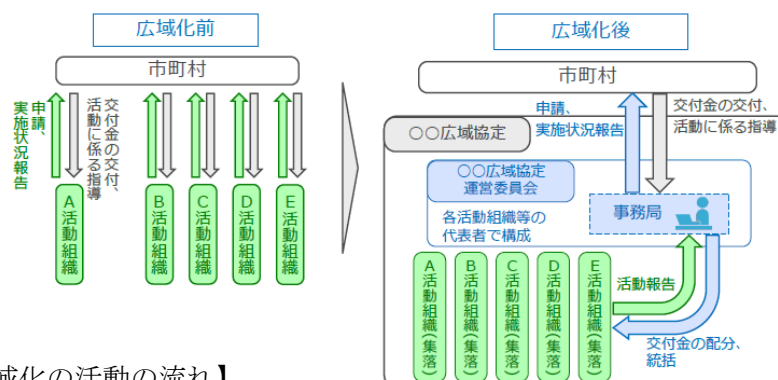 広域化前
市町村
申請、
実施状況報告
交付金の交付、
活動に係る指導
A活動組織
B活動組織
C活動組織
D活動組織
E活動組織
広域化後
市町村
申請、
実施状況報告
交付金の交付、
活動に係る指導
○○広域協定
○○広域協定
運営委員会
各活動組織等の
代表者で構成
事務局
A活動組織(集落)
B活動組織(集落)
C活動組織(集落)
D活動組織(集落)
E活動組織(集落)
活動報告
交付金の配分、
統括
域化の活動の流れ】